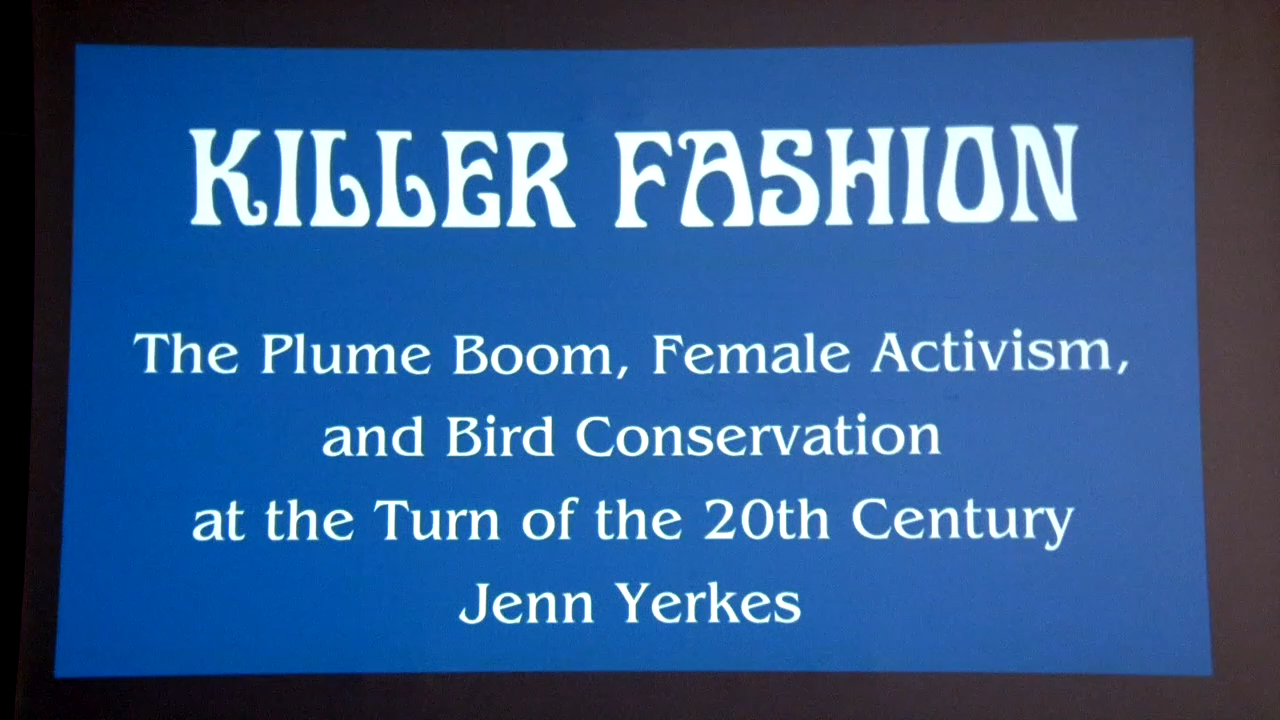 KILLER FASHION
The Plume Boom, Female Activism,
and Bird Conservation
at the Turn of the 20th Century
Jenn Yerkes